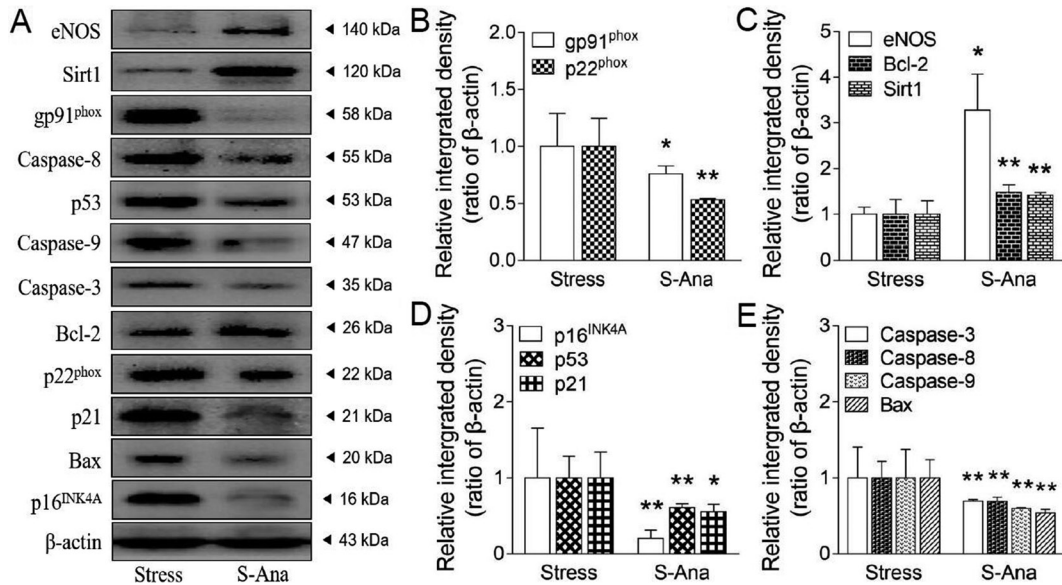 A
eNOS ◄ 140 kDa
Sirt1 ◄ 120 kDa
gp91phox ◄ 58 kDa
Caspase-8 ◄ 55 kDa
p53 ◄ 53 kDa
Caspase-9 ◄ 47 kDa
Caspase-3 ◄ 35 kDa
Bcl-2 ◄ 26 kDa
p22phox ◄ 22 kDa
p21 ◄ 21 kDa
Bax ◄ 20 kDa
p16INK4A ◄ 16 kDa
β-actin ◄ 43 kDa
Stress S-Ana
B
Relative intergrated density
(ratio of β-actin)
2.0
1.5
1.0
0.5
0.0
gp91phox
p22phox
*
**
Stress S-Ana
C
Relative intergrated density
(ratio of β-actin)
5
4
3
2
1
0
eNOS
Bcl-2
Sirt1
*
** **
Stress S-Ana
D
Relative intergrated density
(ratio of β-actin)
3
2
1
0
p16INK4A
p53
p21
**
** *
Stress S-Ana
E
Relative intergrated density
(ratio of β-actin)
3
2
1
0
Caspase-3
Caspase-8
Caspase-9
Bax
** ** ** **
Stress S-Ana